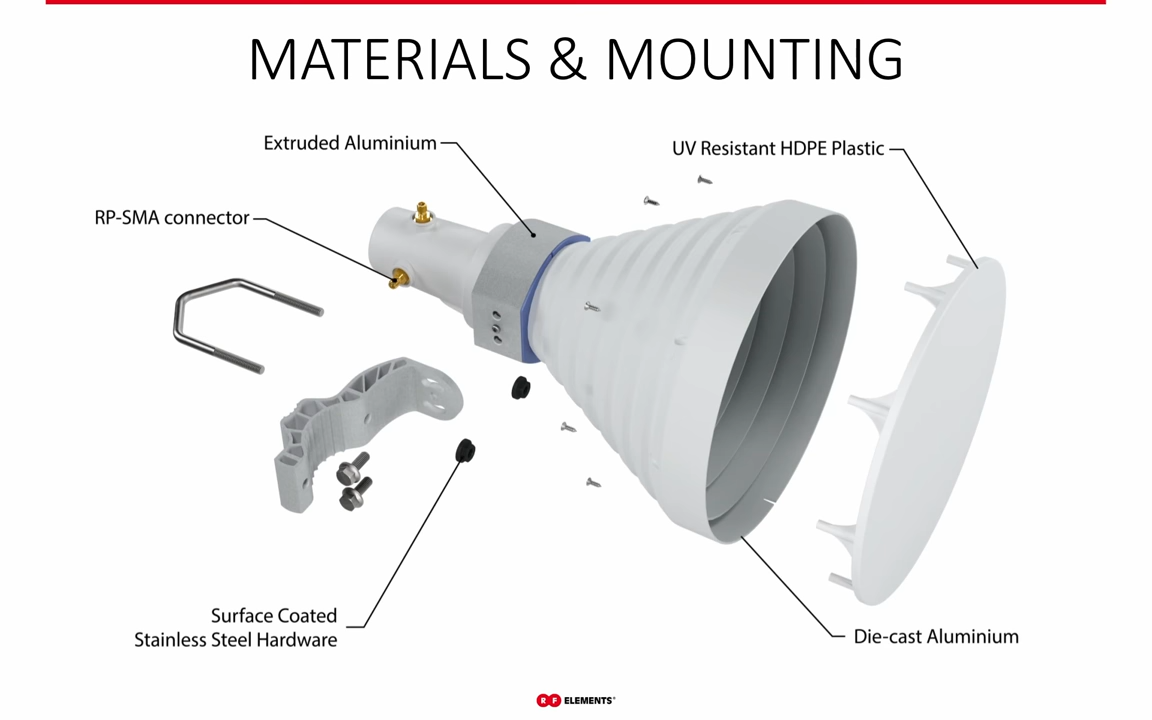 MATERIALS & MOUNTING
Extruded Aluminium
UV Resistant HDPE Plastic
RP-SMA connector
Surface Coated
Stainless Steel Hardware
Die-cast Aluminium
RF ELEMENTS®